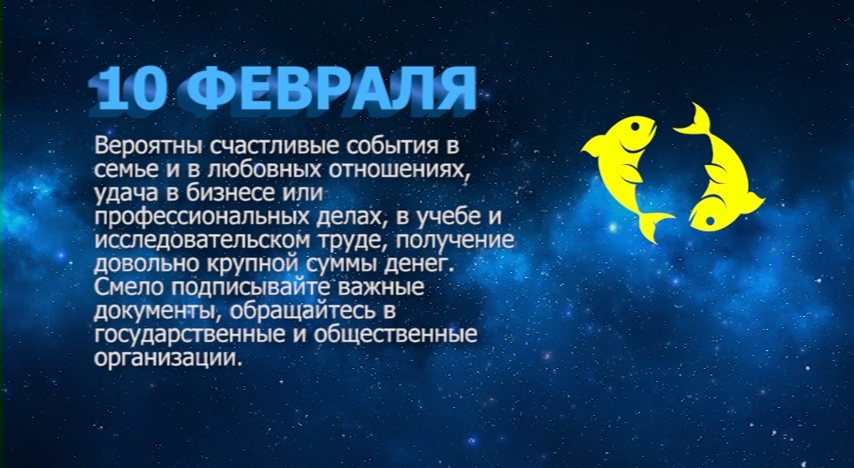 10 ФЕВРАЛЯ
Вероятны счастливые события в
семье и в любовных отношениях,
удача в бизнесе или
профессиональных делах, в учебе и
исследовательском труде, получение
довольно крупной суммы денег.
Смело подписывайте важные
документы, обращайтесь в
государственные и общественные
организации.